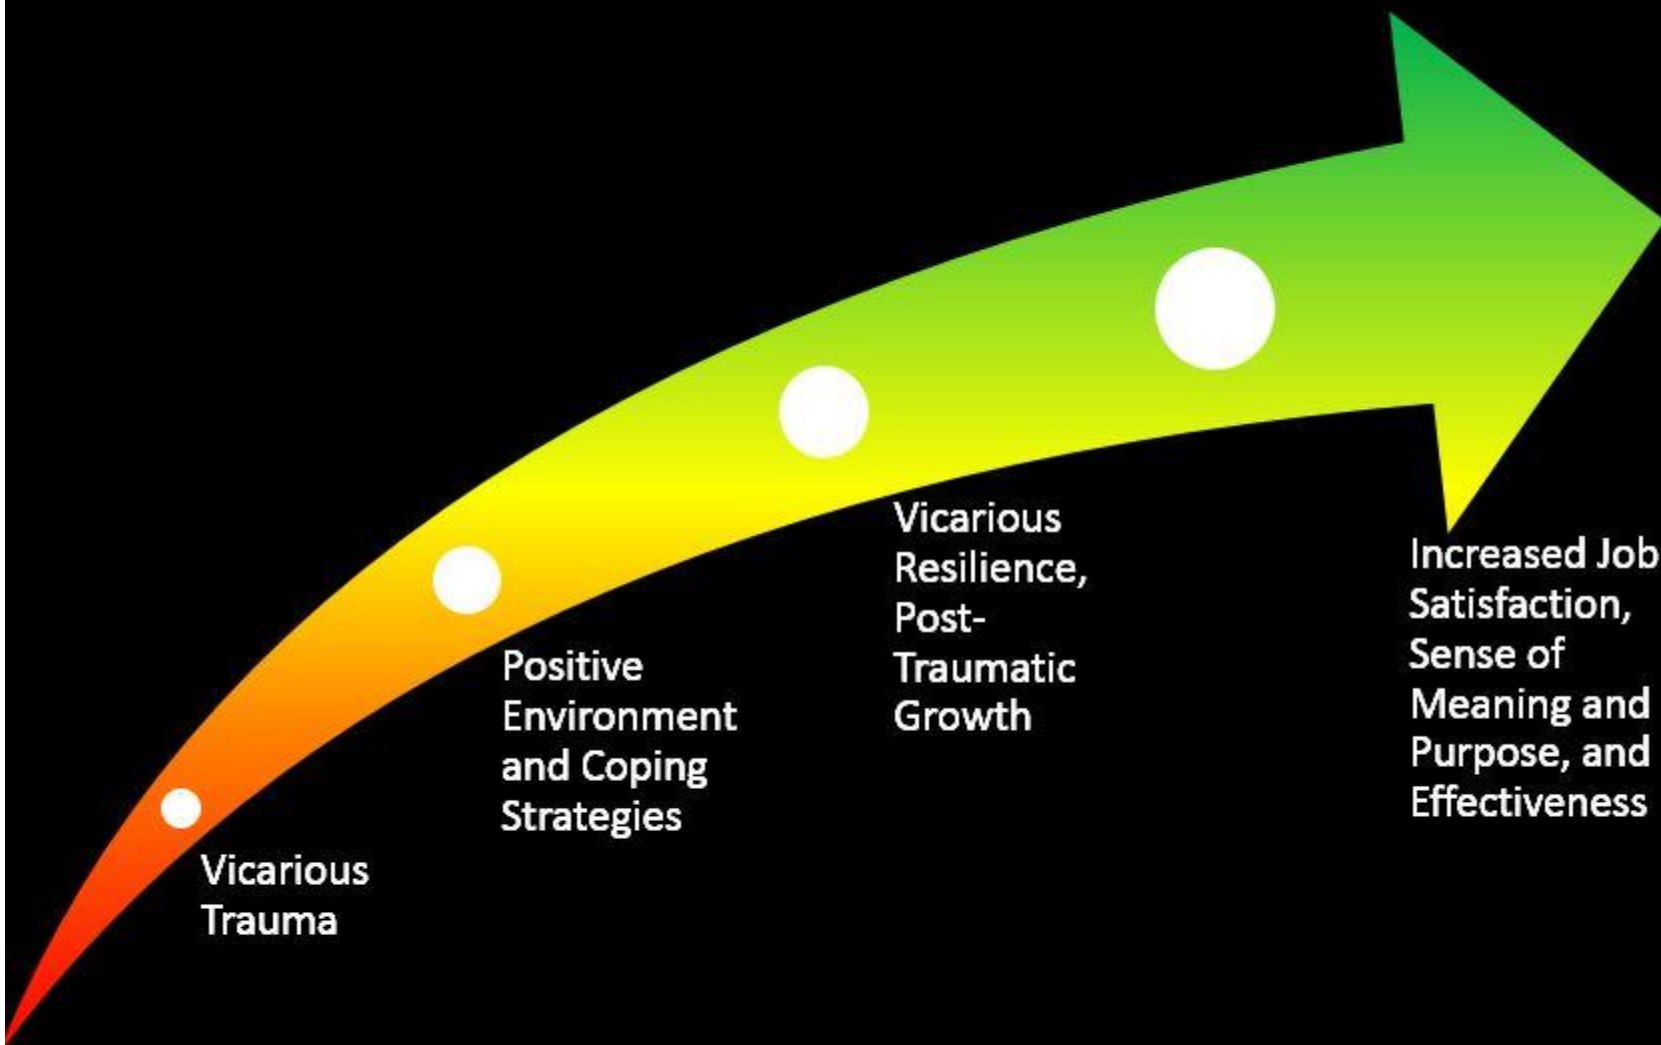 Vicarious
Trauma
Positive
Environment
and Coping
Strategies
Vicarious
Resilience,
Post-
Traumatic
Growth
Increased Job
Satisfaction,
Sense of
Meaning and
Purpose, and
Effectiveness